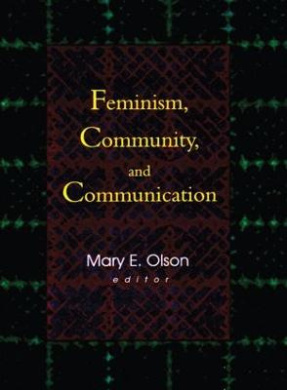 Feminism,
Community,
and
Communication
Mary E. Olson
editor